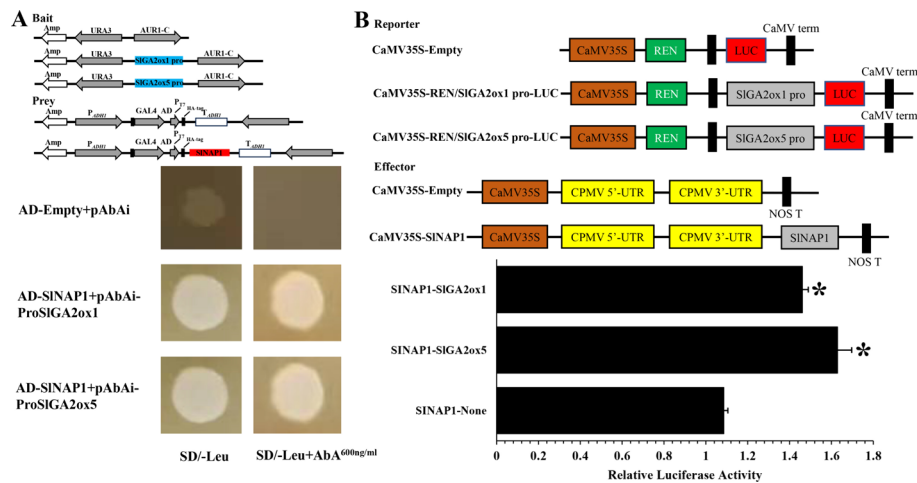 A
Bait
Amp URA3 AUR1-C
Amp URA3 SlGA2ox1 pro AUR1-C
Amp URA3 SlGA2ox5 pro AUR1-C
Prey
Amp PADH1 GAL4 AD PT7 HA-tag TADH1
Amp PADH1 GAL4 AD PT7 HA-tag SlNAP1 TADH1
AD-Empty+pAbAi
AD-SlNAP1+pAbAi-
ProSlGA2ox1
AD-SlNAP1+pAbAi-
ProSlGA2ox5
SD/-Leu SD/-Leu+AbA600ng/ml
B
Reporter
CaMV term
CaMV35S-Empty CaMV35S REN LUC
CaMV term
CaMV35S-REN/SlGA2ox1 pro-LUC CaMV35S REN SlGA2ox1 pro LUC
CaMV term
CaMV35S-REN/SlGA2ox5 pro-LUC CaMV35S REN SlGA2ox5 pro LUC
Effector
CaMV35S-Empty CaMV35S CPMV 5’-UTR CPMV 3’-UTR
NOS T
CaMV35S-SlNAP1 CaMV35S CPMV 5’-UTR CPMV 3’-UTR SlNAP1
NOS T
SlNAP1-SlGA2ox1 *
SlNAP1-SlGA2ox5 *
SlNAP1-None
0 0.2 0.4 0.6 0.8 1 1.2 1.4 1.6 1.8
Relative Luciferase Activity